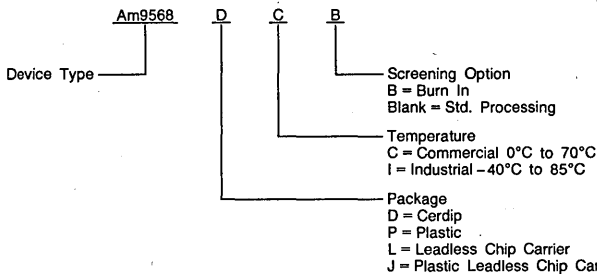 Am9568 D C B
Device Type
Screening Option
B = Burn In
Blank = Std. Processing
Temperature
C = Commercial 0°C to 70°C
I = Industrial –40°C to 85°C
Package
D = Cerdip
P = Plastic
L = Leadless Chip Carrier
J = Plastic Leadless Chip Car